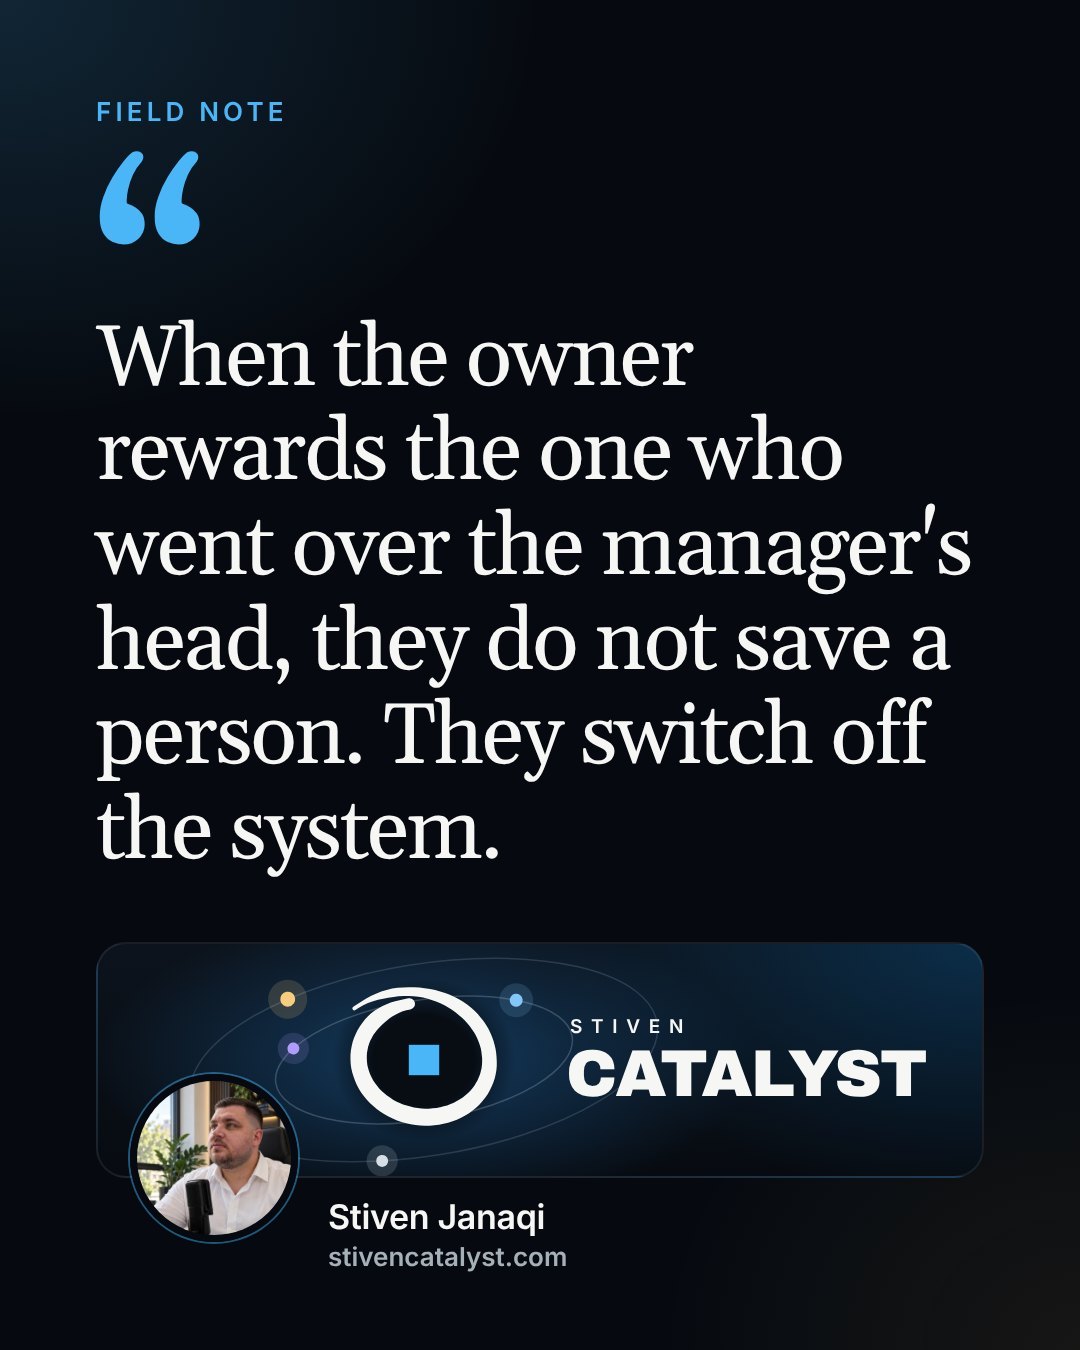 FIELD NOTE
“
When the owner
rewards the one who
went over the manager's
head, they do not save a
person. They switch off
the system.
STIVEN
CATALYST
Stiven Janaqi
stivencatalyst.com